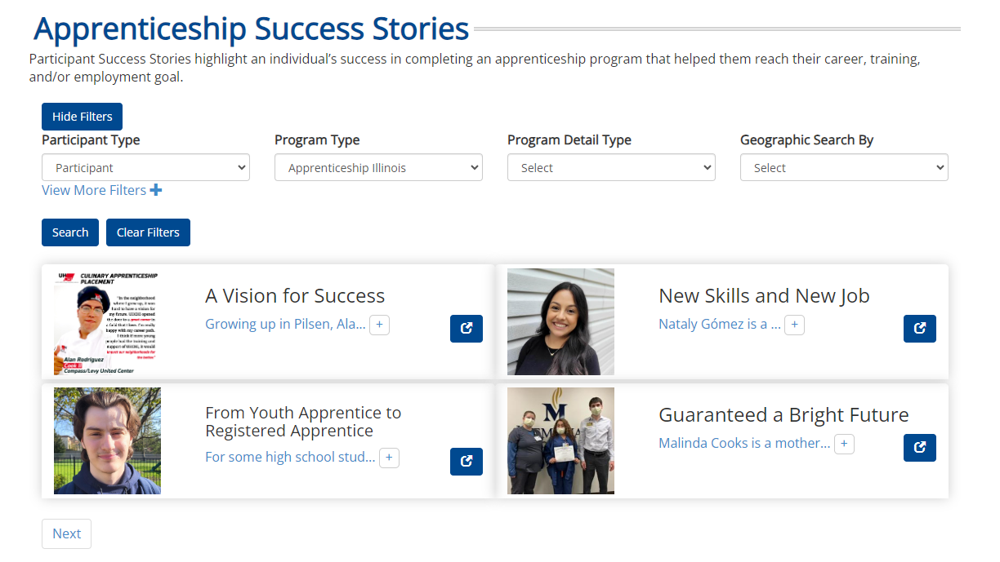 Apprenticeship Success Stories
Participant Success Stories highlight an individual's success in completing an apprenticeship program that helped them reach their career, training,
and/or employment goal.
Hide Filters
Participant Type
Program Type
Program Detail Type
Geographic Search By
Participant
Apprenticeship Illinois
Select
Select
View More Filters
Search
Clear Filters
CULINARY APPRENTICESHIP
PLACEMENT
"In the neighborhood
where I grew up, it was
hard to have a vision for
my future. UHDE opened
the door to a great career in
a field that I love. I'm really
happy with my career path.
I think if more young
people had the training and
support of UHDE, it would
impact our neighborhoods for
the better"
Alan Rodriguez
Cook II
Compass/Levy United Center
A Vision for Success
Growing up in Pilsen, Ala... +
New Skills and New Job
Nataly Gómez is a ... +
From Youth Apprentice to
Registered Apprentice
For some high school stud... +
M
Guaranteed a Bright Future
Malinda Cooks is a mother... +
Next